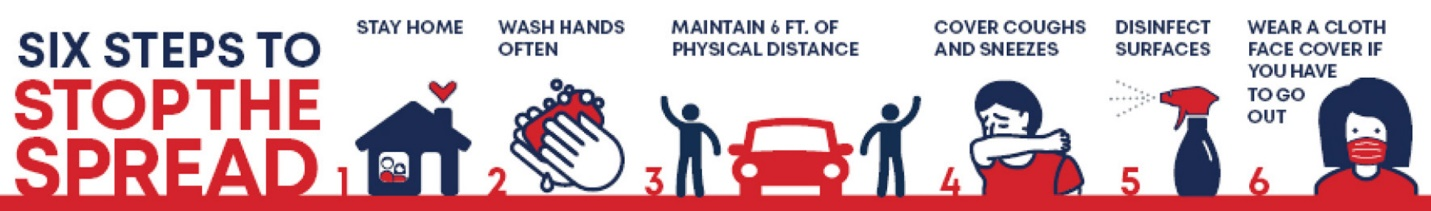 SIX STEPS TO
STOP THE
SPREAD
1
STAY HOME
2
WASH HANDS
OFTEN
3
MAINTAIN 6 FT. OF
PHYSICAL DISTANCE
4
COVER COUGHS
AND SNEEZES
5
DISINFECT
SURFACES
6
WEAR A CLOTH
FACE COVER IF
YOU HAVE
TO GO
OUT